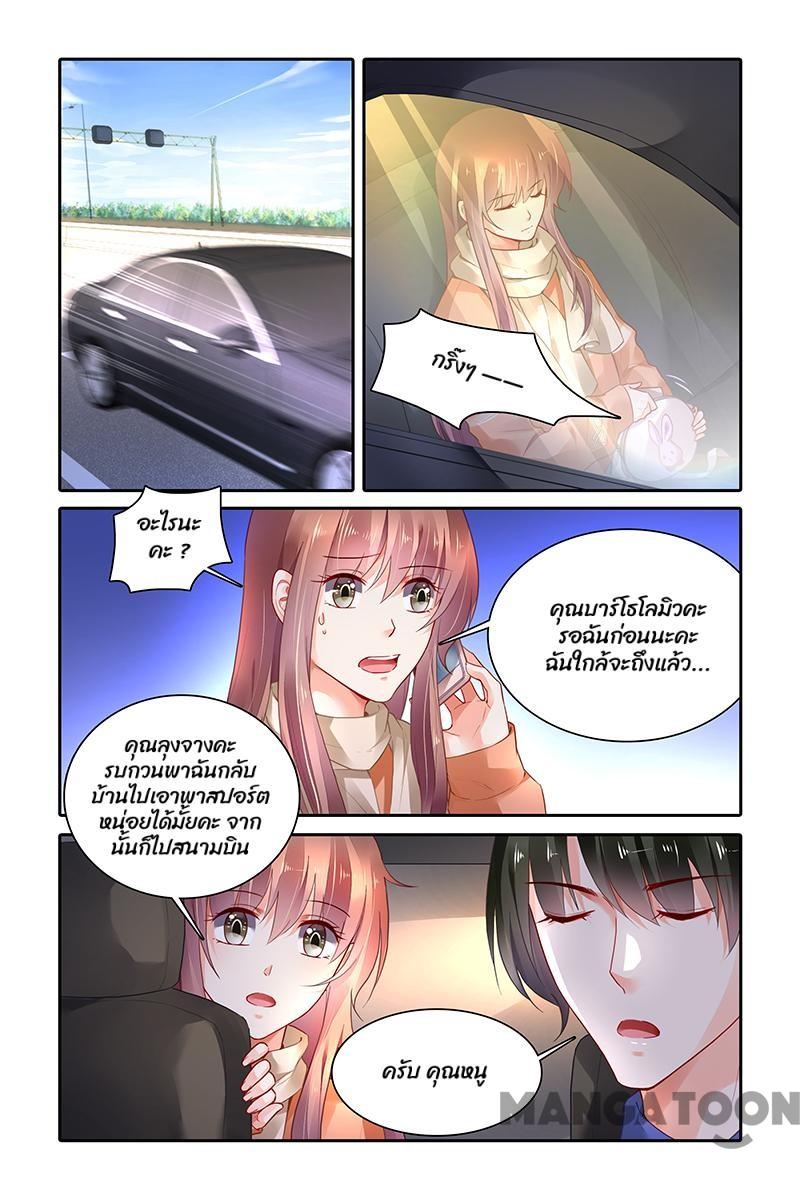 กริ๊งๆ ——
อะไรนะ
คะ ?
คุณบาร์โธโลมิวคะ
รอฉันก่อนนะคะ
ฉันใกล้จะถึงแล้ว...
คุณลุงจางคะ
รบกวนพาฉันกลับ
บ้านไปเอาพาสปอร์ต
หน่อยได้มั้ยคะ จาก
นั้นก็ไปสนามบิน
ครับ คุณหนู
MANGATOON